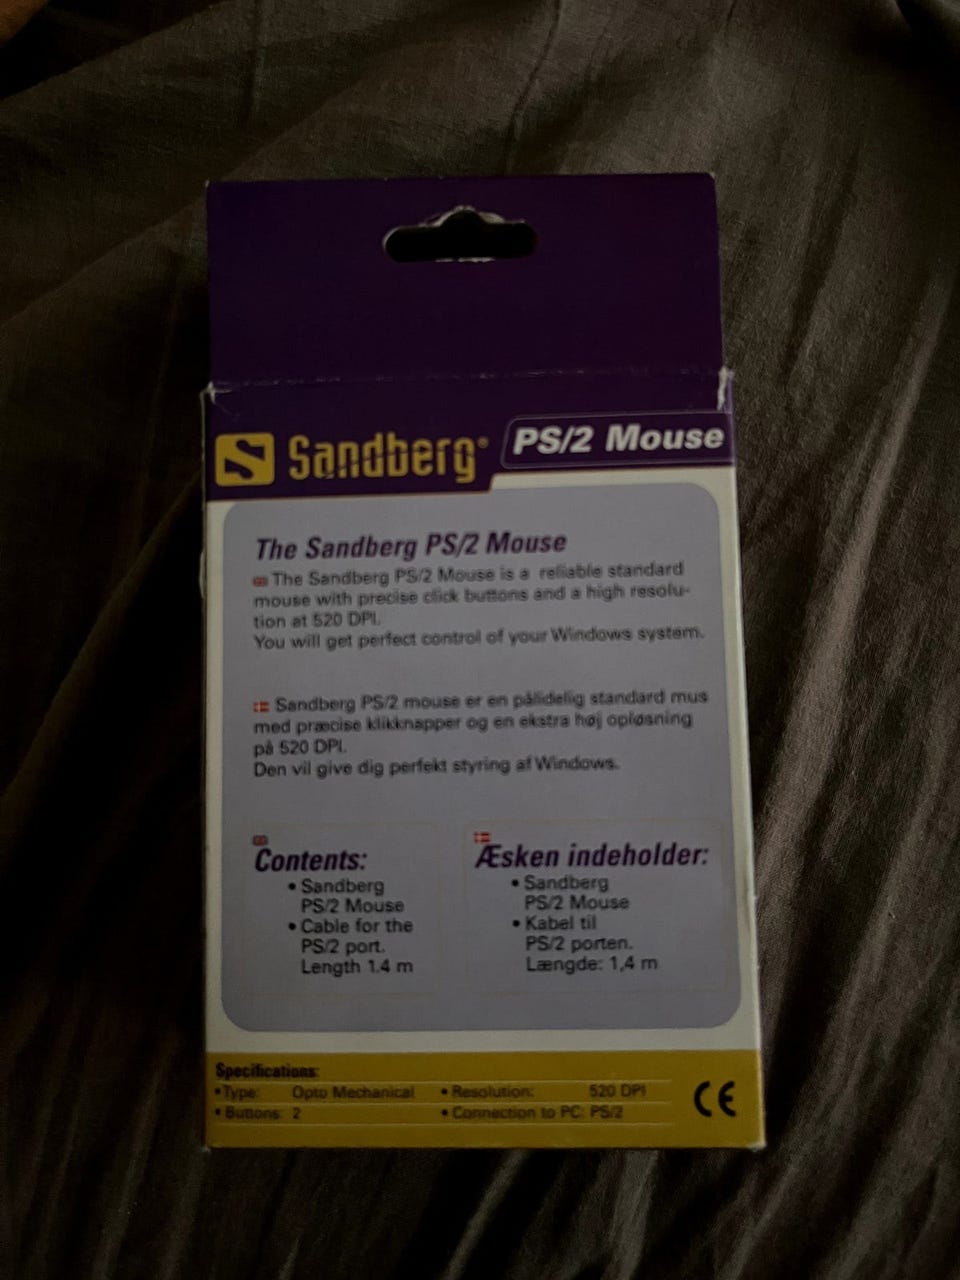 Sandberg®
PS/2 Mouse
The Sandberg PS/2 Mouse
The Sandberg PS/2 Mouse is a reliable standard
mouse with precise click buttons and a high resolu-
tion at 520 DPI.
You will get perfect control of your Windows system.
Sandberg PS/2 mouse er en pålidelig standard mus
med præcise klikknapper og en ekstra høj opløsning
på 520 DPI.
Den vil give dig perfekt styring af Windows.
Contents:
• Sandberg
PS/2 Mouse
• Cable for the
PS/2 port.
Length 1.4 m
Æsken indeholder:
• Sandberg
PS/2 Mouse
• Kabel til
PS/2 porten.
Længde: 1,4 m
Specifications:
• Type: Opto Mechanical • Resolution: 520 DPI
• Buttons: 2 • Connection to PC: PS/2
CE